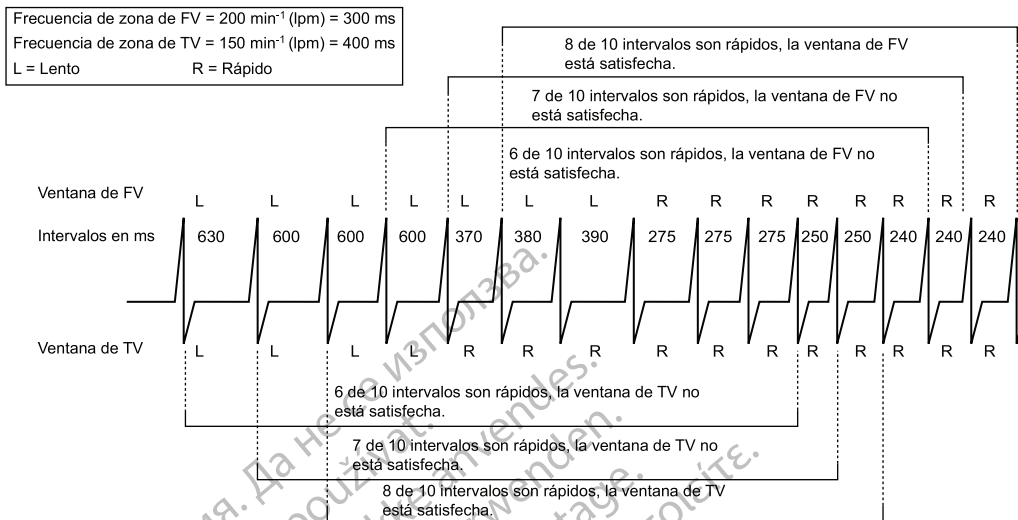 Frecuencia de zona de FV = 200 min-1 (lpm) = 300 ms
Frecuencia de zona de TV = 150 min-1 (lpm) = 400 ms
L = Lento R = Rápido
8 de 10 intervalos son rápidos, la ventana de FV
está satisfecha.
7 de 10 intervalos son rápidos, la ventana de FV no
está satisfecha.
6 de 10 intervalos son rápidos, la ventana de FV no
está satisfecha.
Ventana de FV L L L L L L L R R R R R R R R
Intervalos en ms 630 600 600 600 370 380 390 275 275 275 250 250 240 240 240
Ventana de TV L L L L R R R R R R R R R R R
6 de 10 intervalos son rápidos, la ventana de TV no
está satisfecha.
7 de 10 intervalos son rápidos, la ventana de TV no
está satisfecha.
8 de 10 intervalos son rápidos, la ventana de TV
está satisfecha.
Да не се използва.